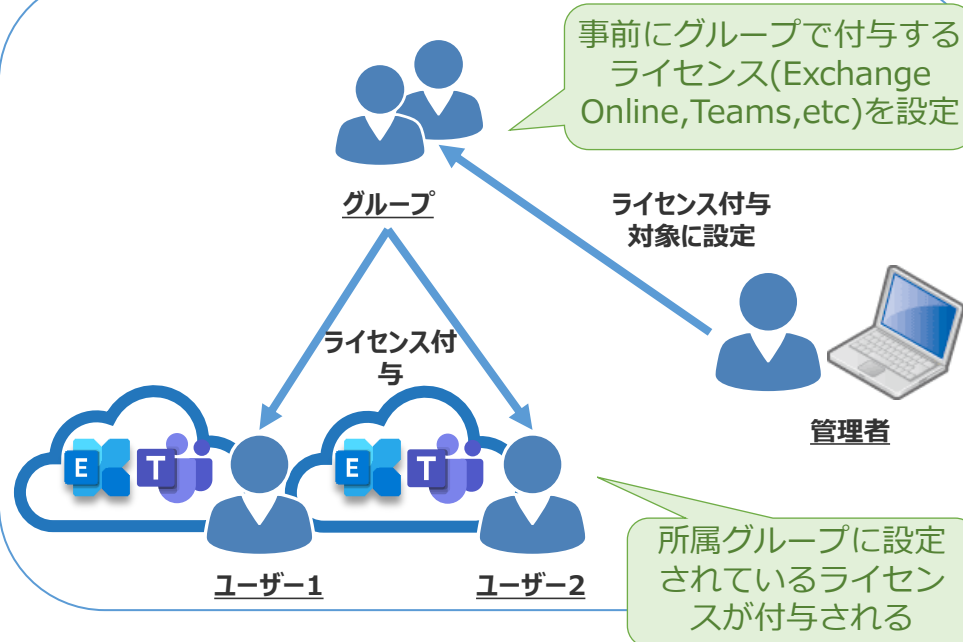 事前にグループで付与する
ライセンス(Exchange
Online,Teams,etc)を設定
グループ
ライセンス付与
対象に設定
ライセンス付
与
管理者
E
T
E
T
ユーザー1
ユーザー2
所属グループに設定
されているライセン
スが付与される